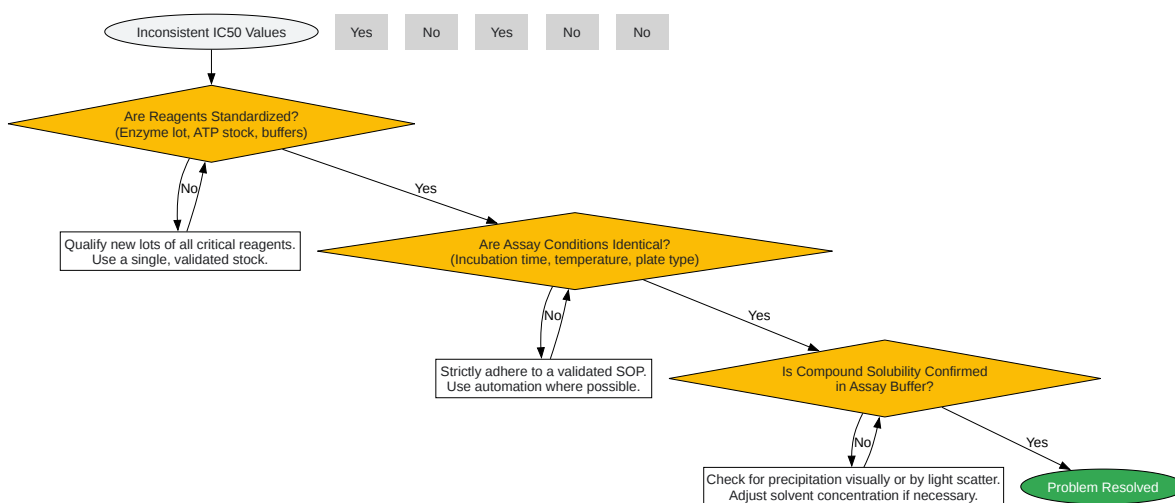 Inconsistent IC50 Values
Yes
No
Yes
No
No
Are Reagents Standardized?
(Enzyme lot, ATP stock, buffers)
No
Yes
Qualify new lots of all critical reagents.
Use a single, validated stock.
Are Assay Conditions Identical?
(Incubation time, temperature, plate type)
No
Yes
Strictly adhere to a validated SOP.
Use automation where possible.
Is Compound Solubility Confirmed
in Assay Buffer?
No
Yes
Check for precipitation visually or by light scatter.
Adjust solvent concentration if necessary.
Problem Resolved